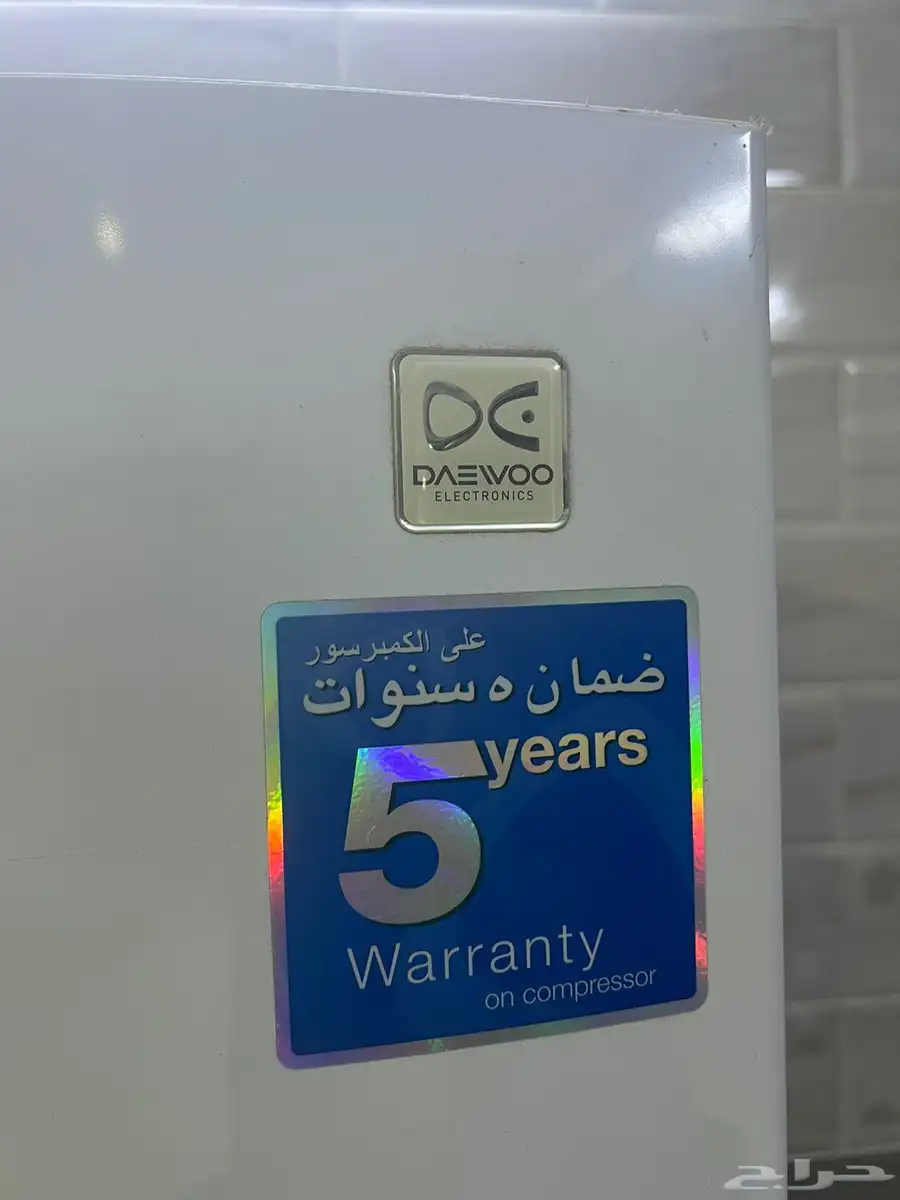 DAEWOO
ELECTRONICS
على الكمبرسور
ضمان ٥ سنوات
5 years
Warranty
on compressor
حراج